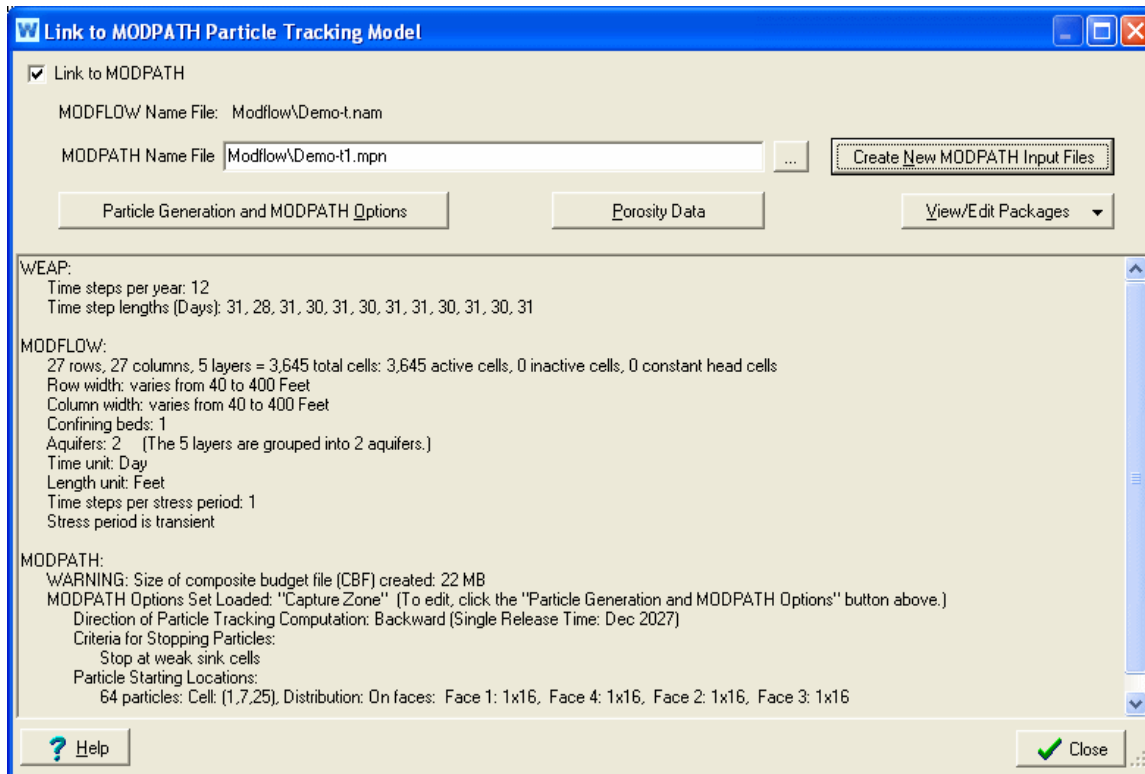 W Link to MODPATH Particle Tracking Model
Link to MODPATH
MODFLOW Name File: Modflow\Demo-t.nam
MODPATH Name File Modflow\Demo-t1.mpn ... Create New MODPATH Input Files
Particle Generation and MODPATH Options Porosity Data View/Edit Packages
WEAP:
Time steps per year: 12
Time step lengths (Days): 31, 28, 31, 30, 31, 30, 31, 31, 30, 31, 30, 31
MODFLOW:
27 rows, 27 columns, 5 layers = 3,645 total cells: 3,645 active cells, 0 inactive cells, 0 constant head cells
Row width: varies from 40 to 400 Feet
Column width: varies from 40 to 400 Feet
Confining beds: 1
Aquifers: 2 (The 5 layers are grouped into 2 aquifers.)
Time unit: Day
Length unit: Feet
Time steps per stress period: 1
Stress period is transient
MODPATH:
WARNING: Size of composite budget file (CBF) created: 22 MB
MODPATH Options Set Loaded: "Capture Zone" (To edit, click the "Particle Generation and MODPATH Options" button above.)
Direction of Particle Tracking Computation: Backward (Single Release Time: Dec 2027)
Criteria for Stopping Particles:
Stop at weak sink cells
Particle Starting Locations:
64 particles: Cell: (1,7,25), Distribution: On faces: Face 1: 1x16, Face 4: 1x16, Face 2: 1x16, Face 3: 1x16
? Help Close